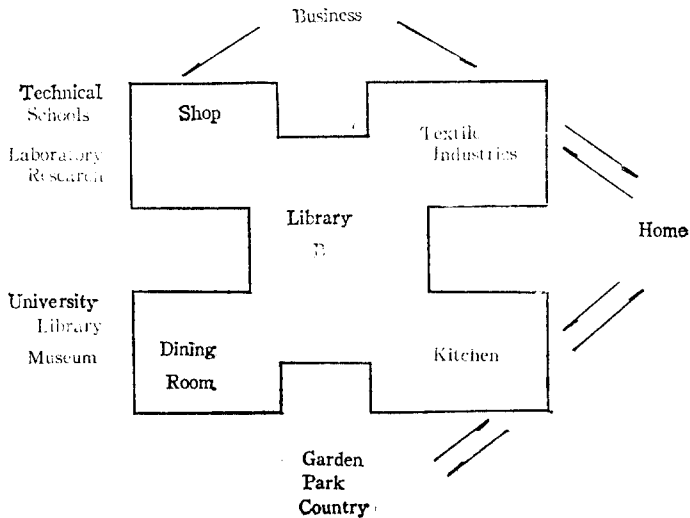 Business
Technical
Schools
Shop
Textile
Industries
Laboratory
Research
Library
B
Home
University
Library
Museum
Dining
Room
Kitchen
Garden
Park
Country